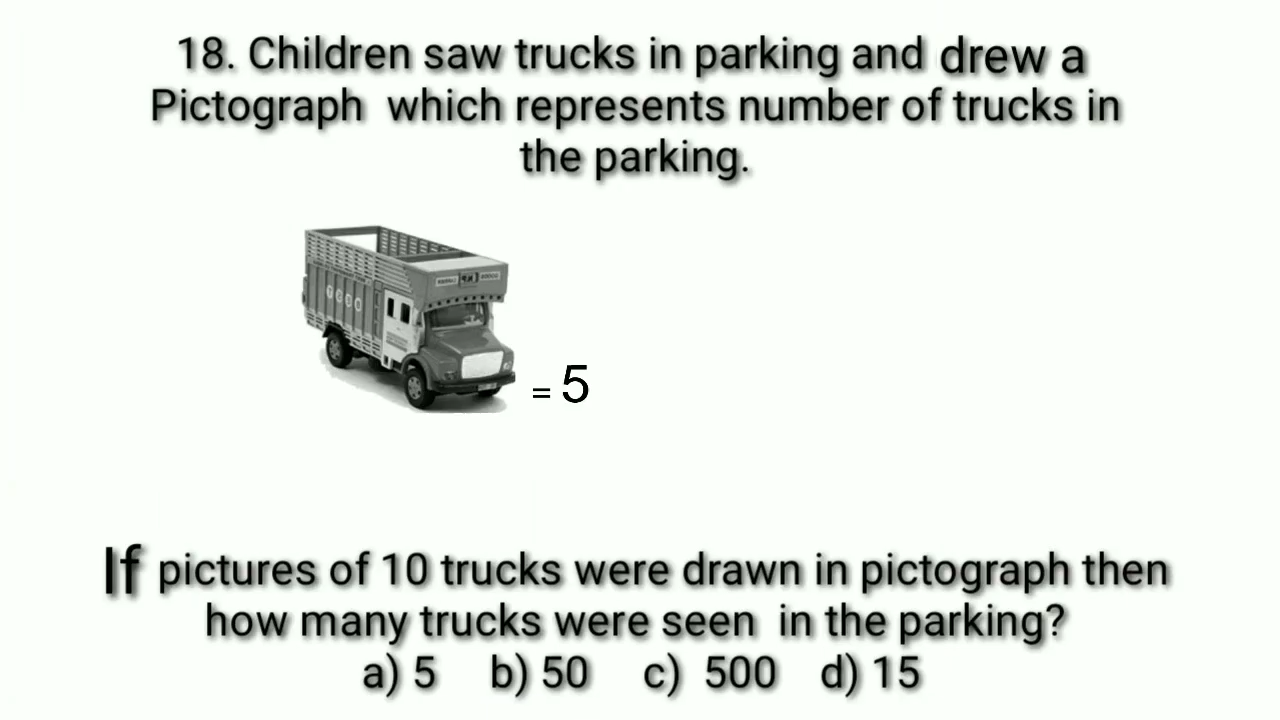 18. Children saw trucks in parking and drew a
Pictograph which represents number of trucks in
the parking.
= 5
If pictures of 10 trucks were drawn in pictograph then
how many trucks were seen in the parking?
a) 5 b) 50 c) 500 d) 15